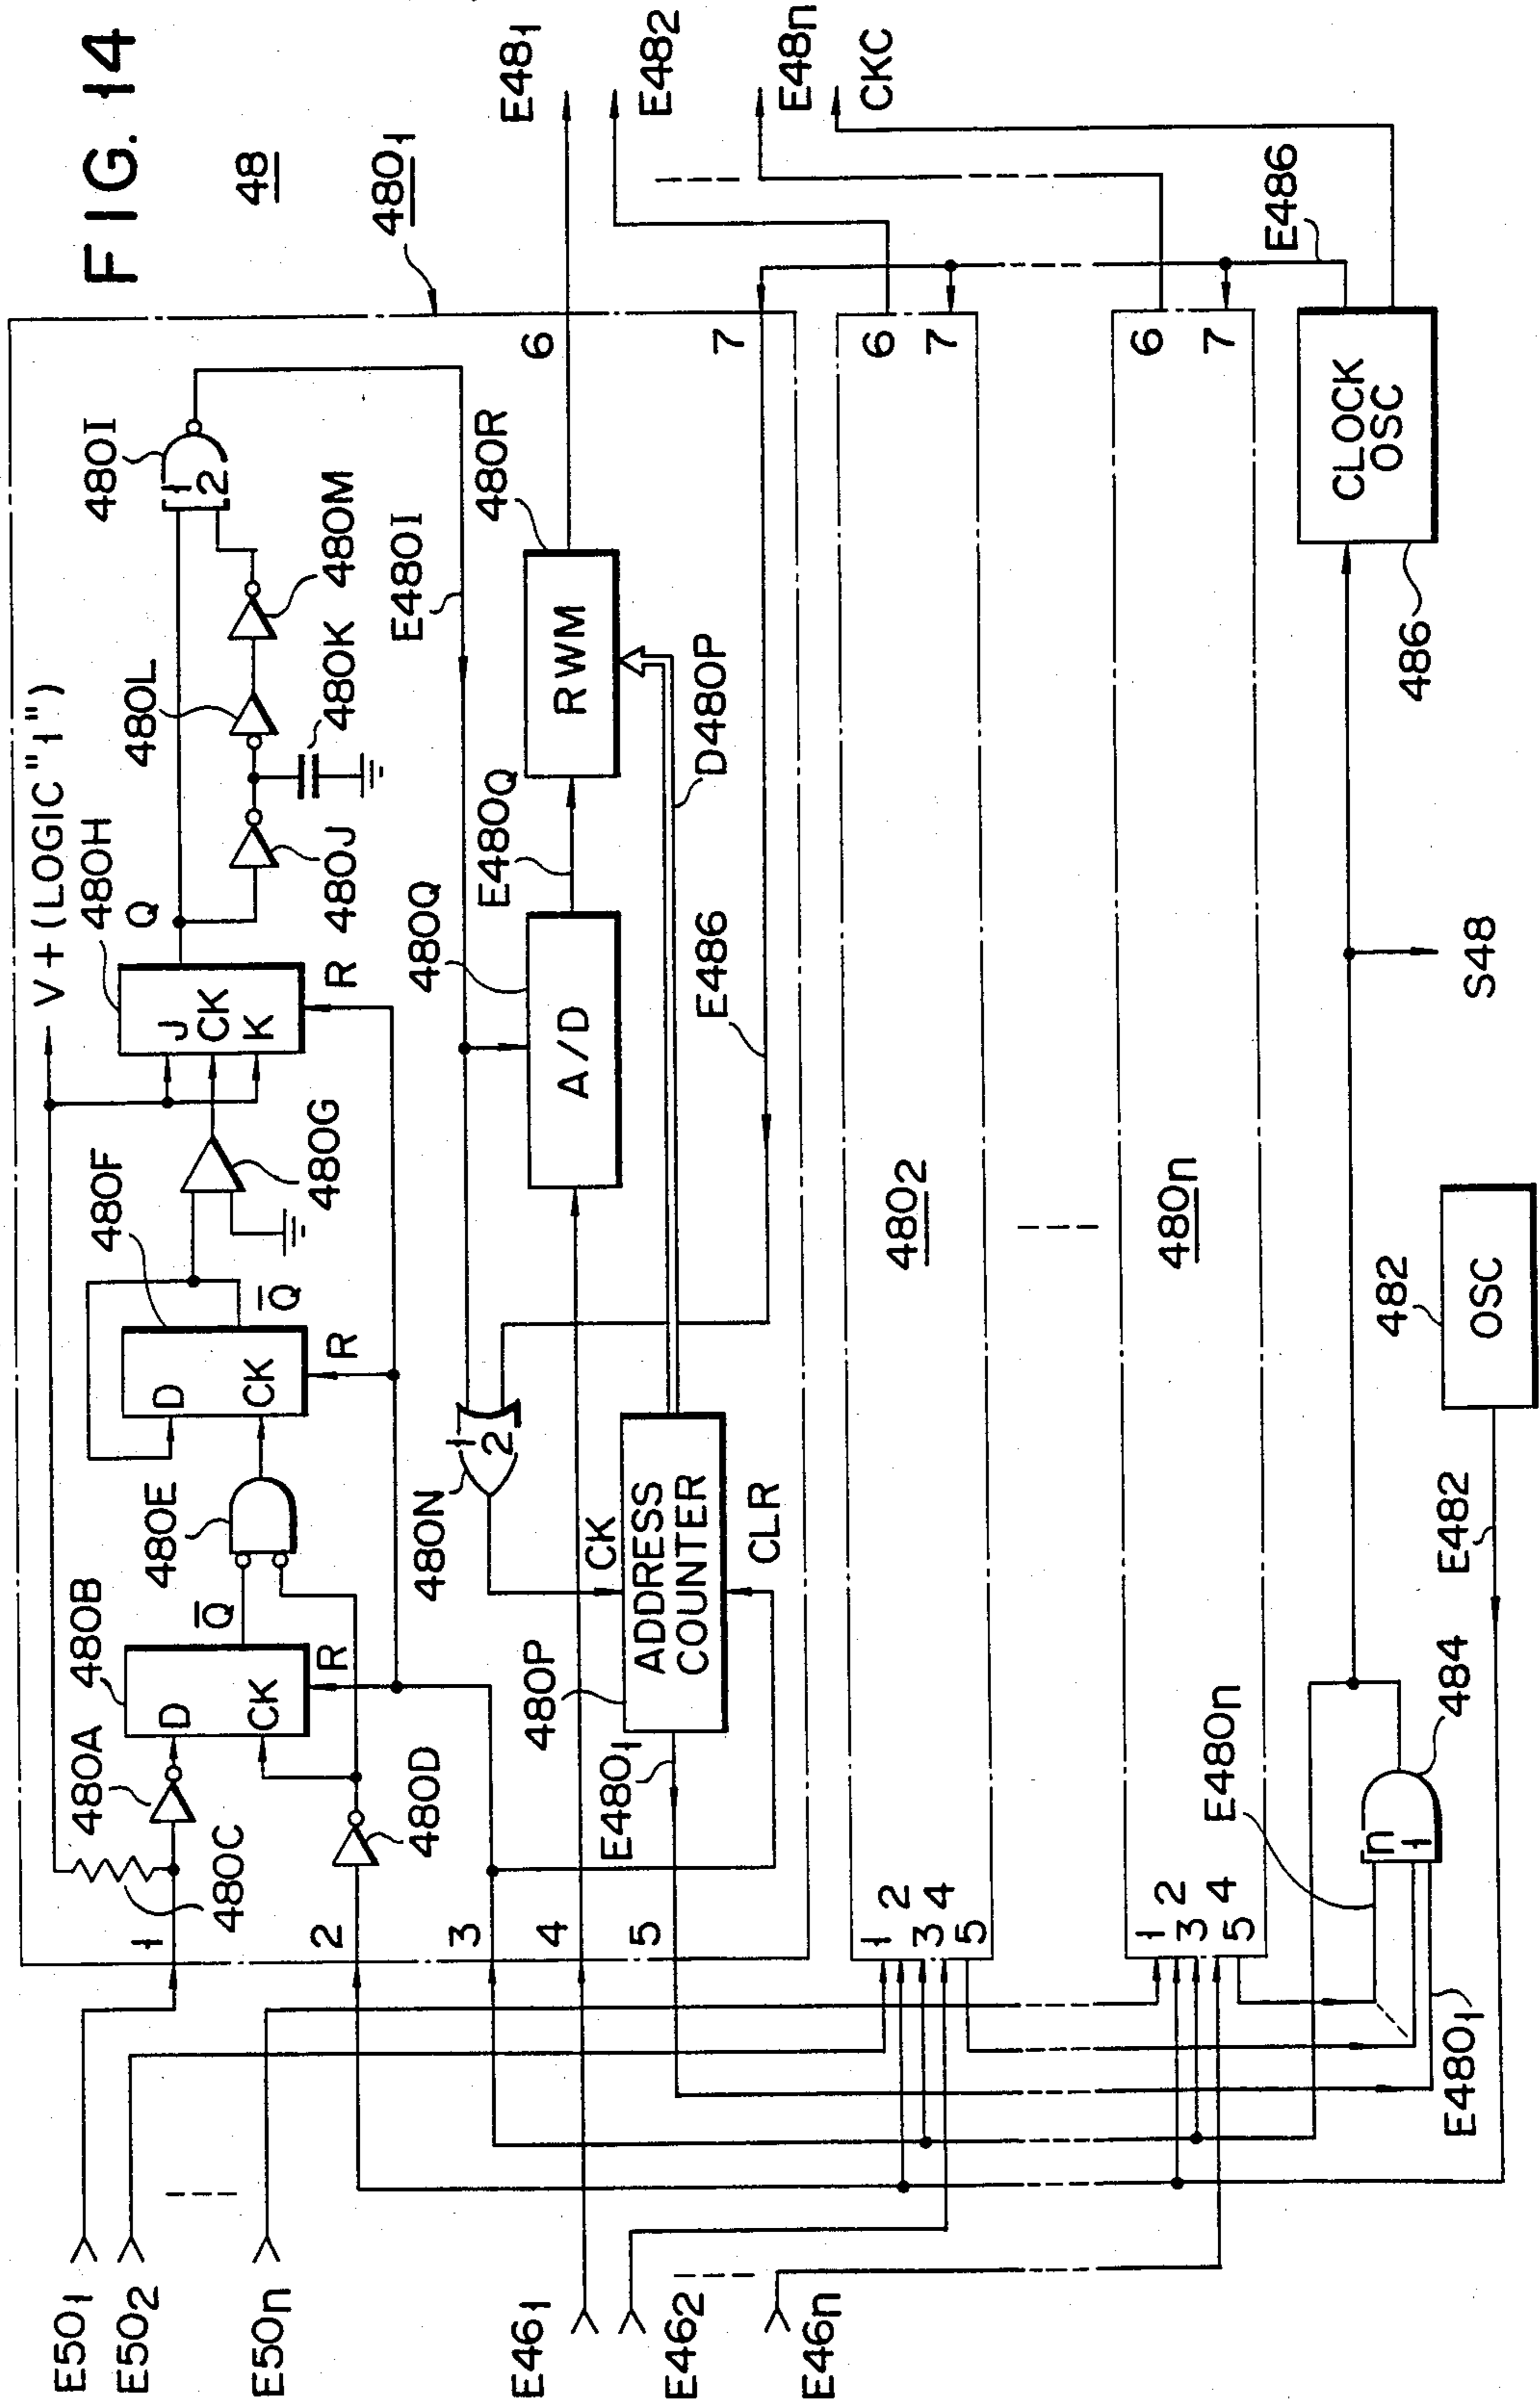 FIG. 14
48
480₁
V+(LOGIC "1")
480H
Q
480L
480I
1
2
480M
480K
480J
J
CK
K
R
480F
D
CK
Q̄
R
480G
480E
480B
D
CK
Q̄
R
480A
480C
480D
1
2
3
4
5
6
7
E50₁
E50₂
E50n
E46₁
E46₂
E46n
E480I
480R
RWM
E480Q
480Q
A/D
D480P
E486
480N
1
2
CK
ADDRESS
COUNTER
CLR
480P
E480₁
E48₁
E48₂
E48n
CKC
480₂
1
2
3
4
5
6
7
480n
1
2
3
4
5
6
7
E486
CLOCK
OSC
486
S48
482
OSC
E482
484
n
1
E480n
E480₁